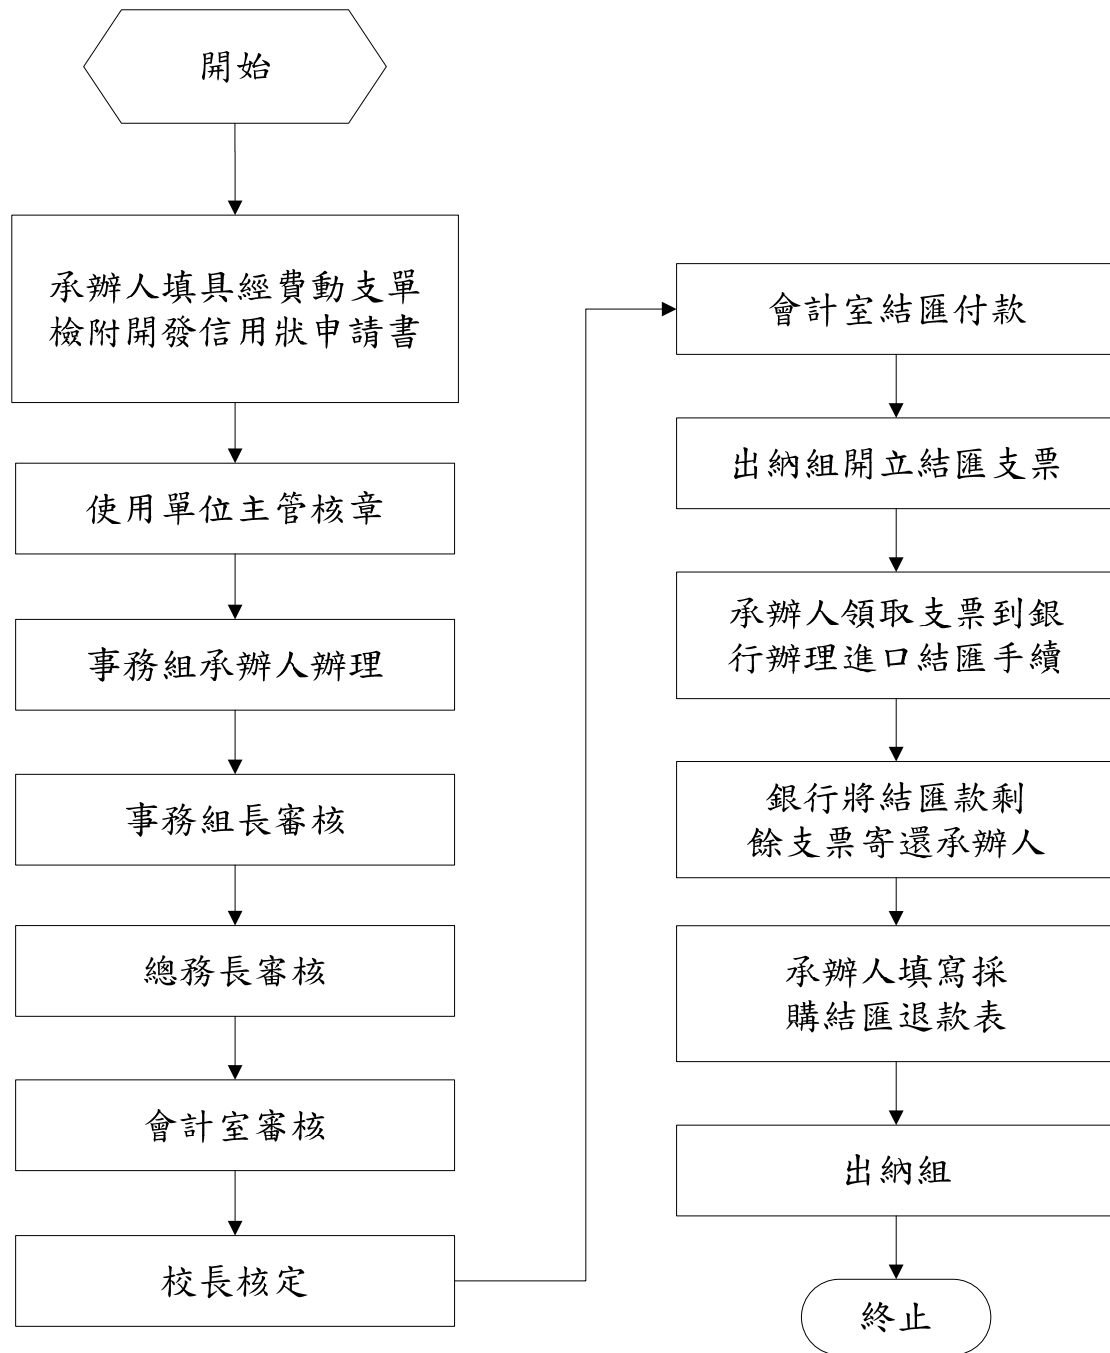 開始
承辦人填具經費動支單
檢附開發信用狀申請書
使用單位主管核章
事務組承辦人辦理
事務組長審核
總務長審核
會計室審核
校長核定
會計室結匯付款
出納組開立結匯支票
承辦人領取支票到銀
行辦理進口結匯手續
銀行將結匯款剩
餘支票寄還承辦人
承辦人填寫採
購結匯退款表
出納組
終止